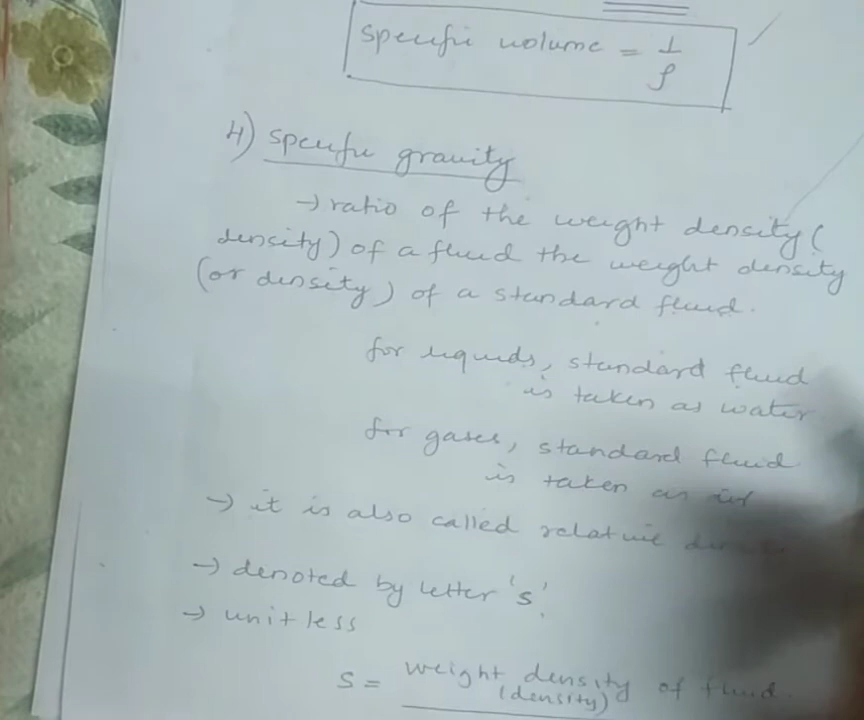 specific volume = 1/ρ
4) specific gravity
→ ratio of the weight density (
density) of a fluid the weight density
(or density) of a standard fluid.
for liquids, standard fluid
is taken as water
for gases, standard fluid
is taken as air
→ it is also called relative
→ denoted by letter 's'.
→ unitless
S = weight density of fluid
(density)